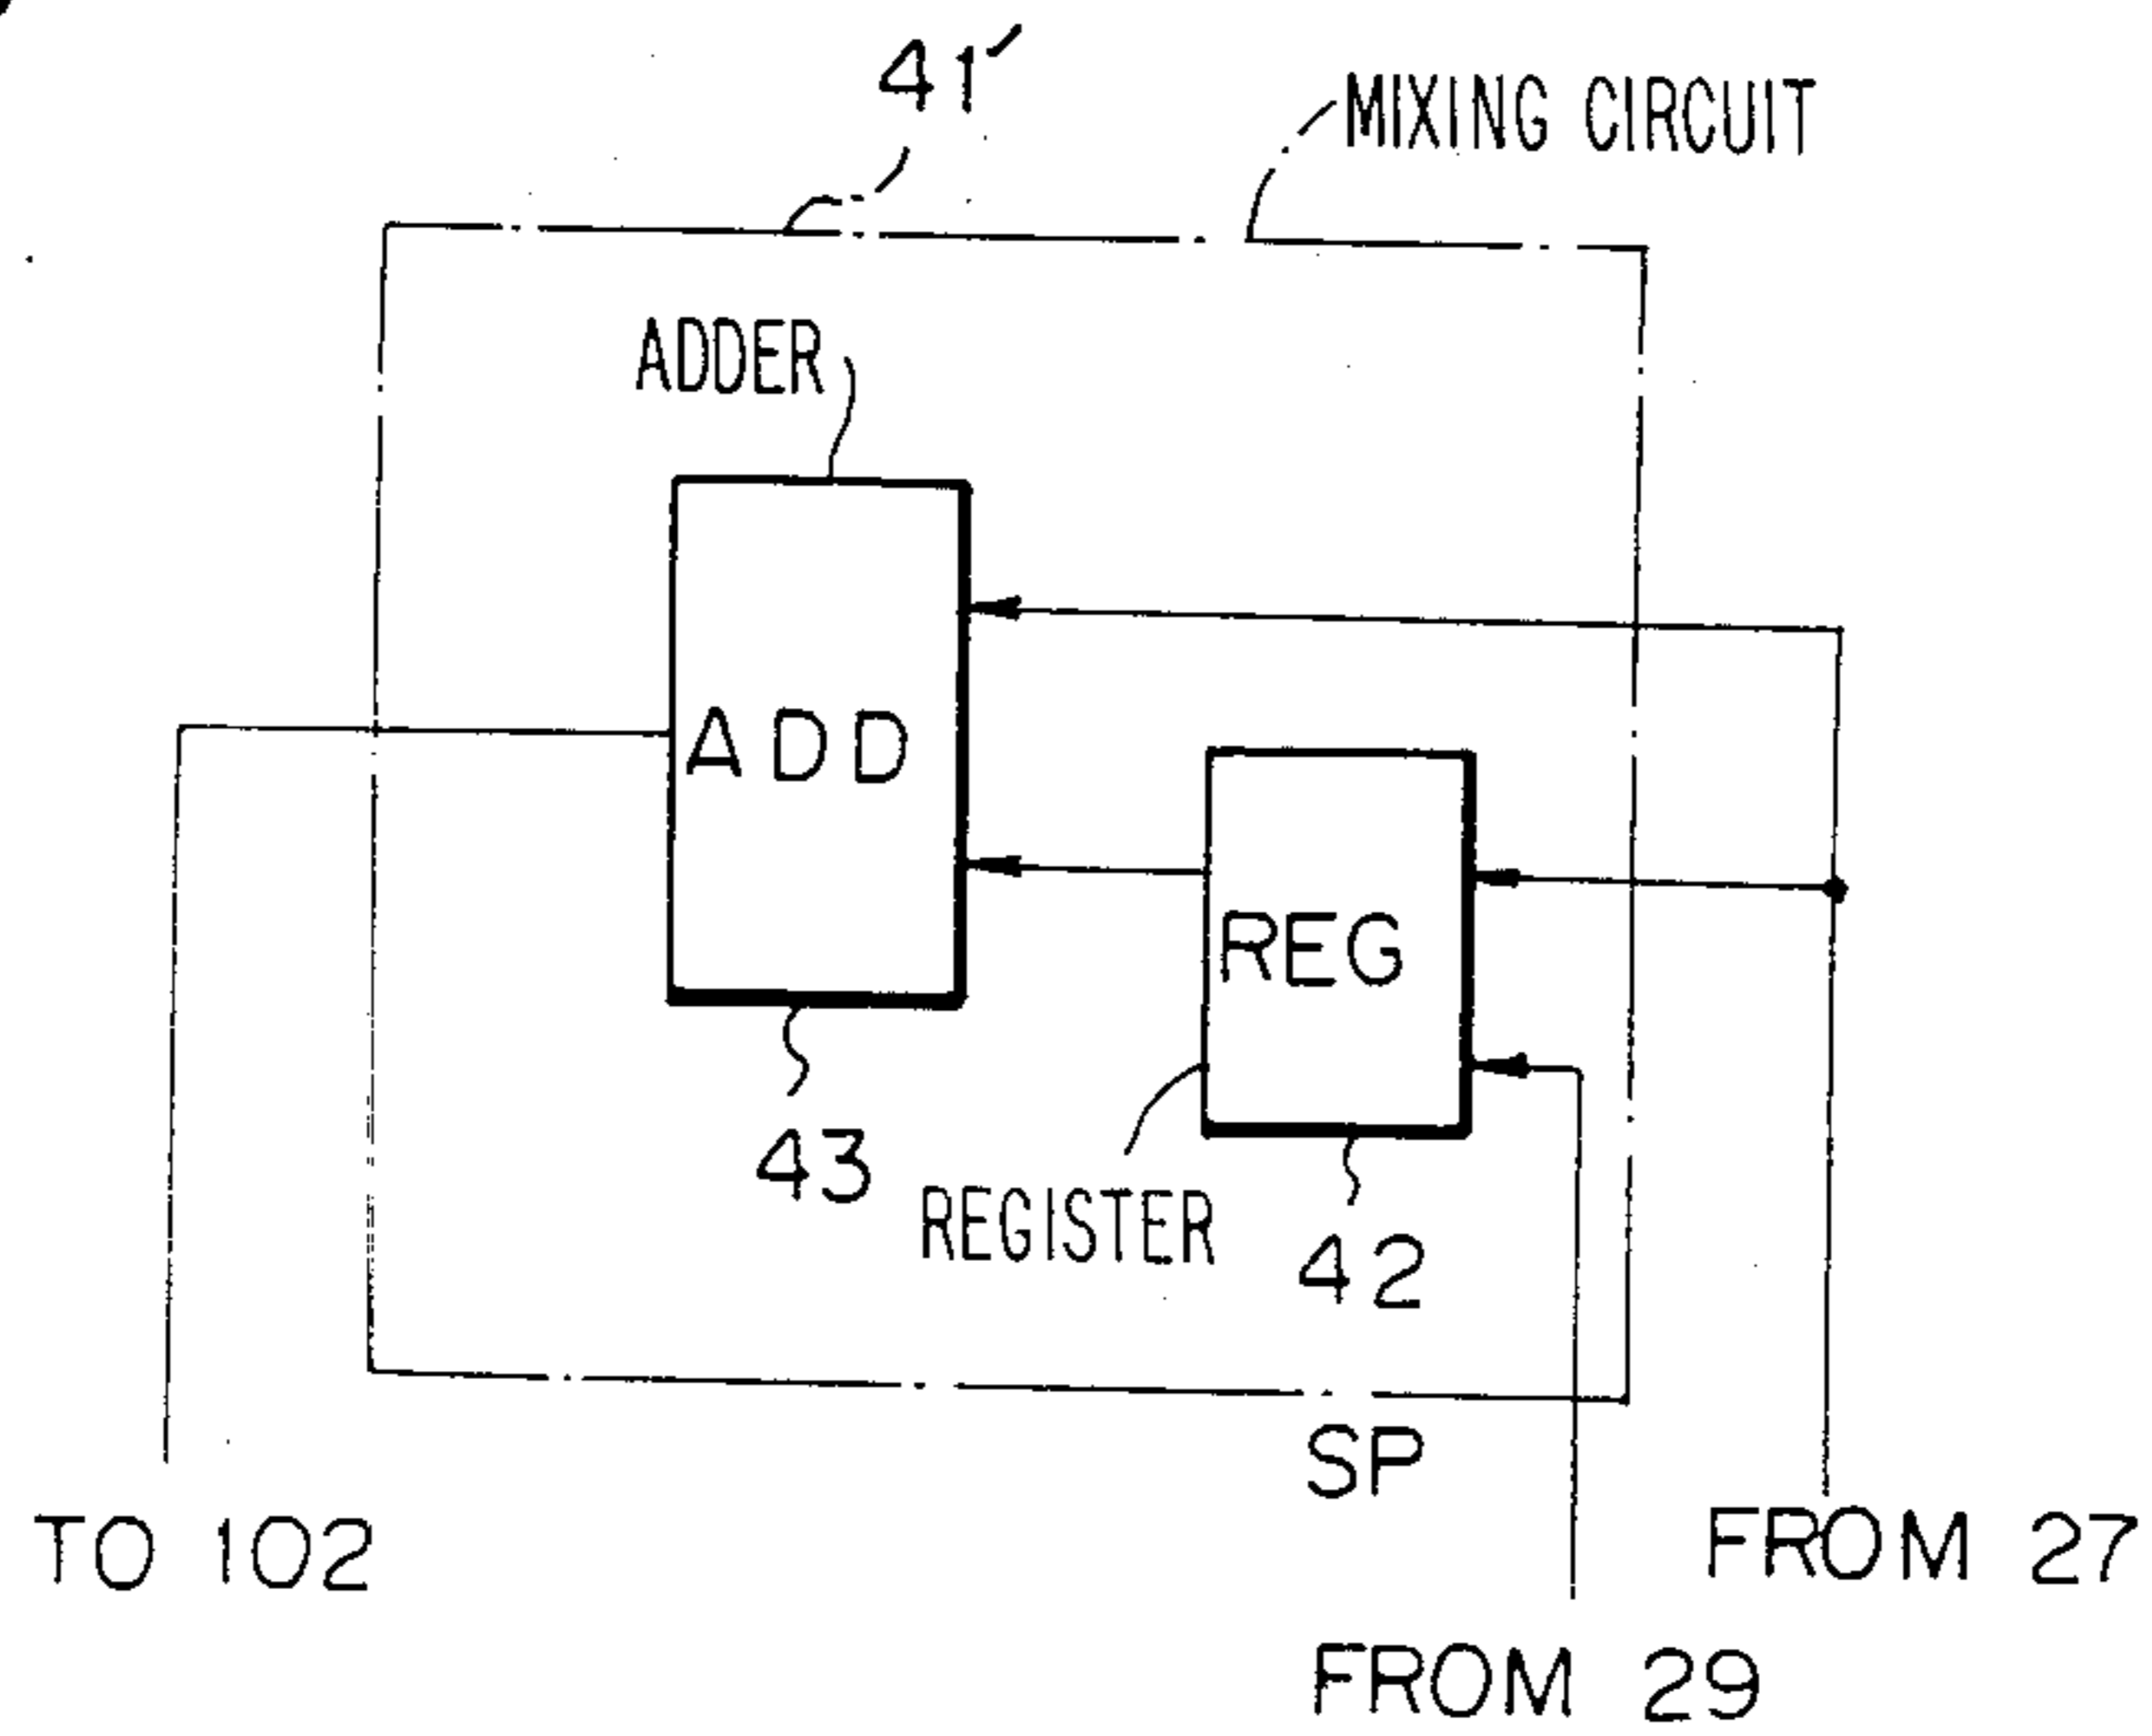 41'
MIXING CIRCUIT
ADDER
ADD
REG
43
REGISTER
42
SP
TO 102
FROM 27
FROM 29